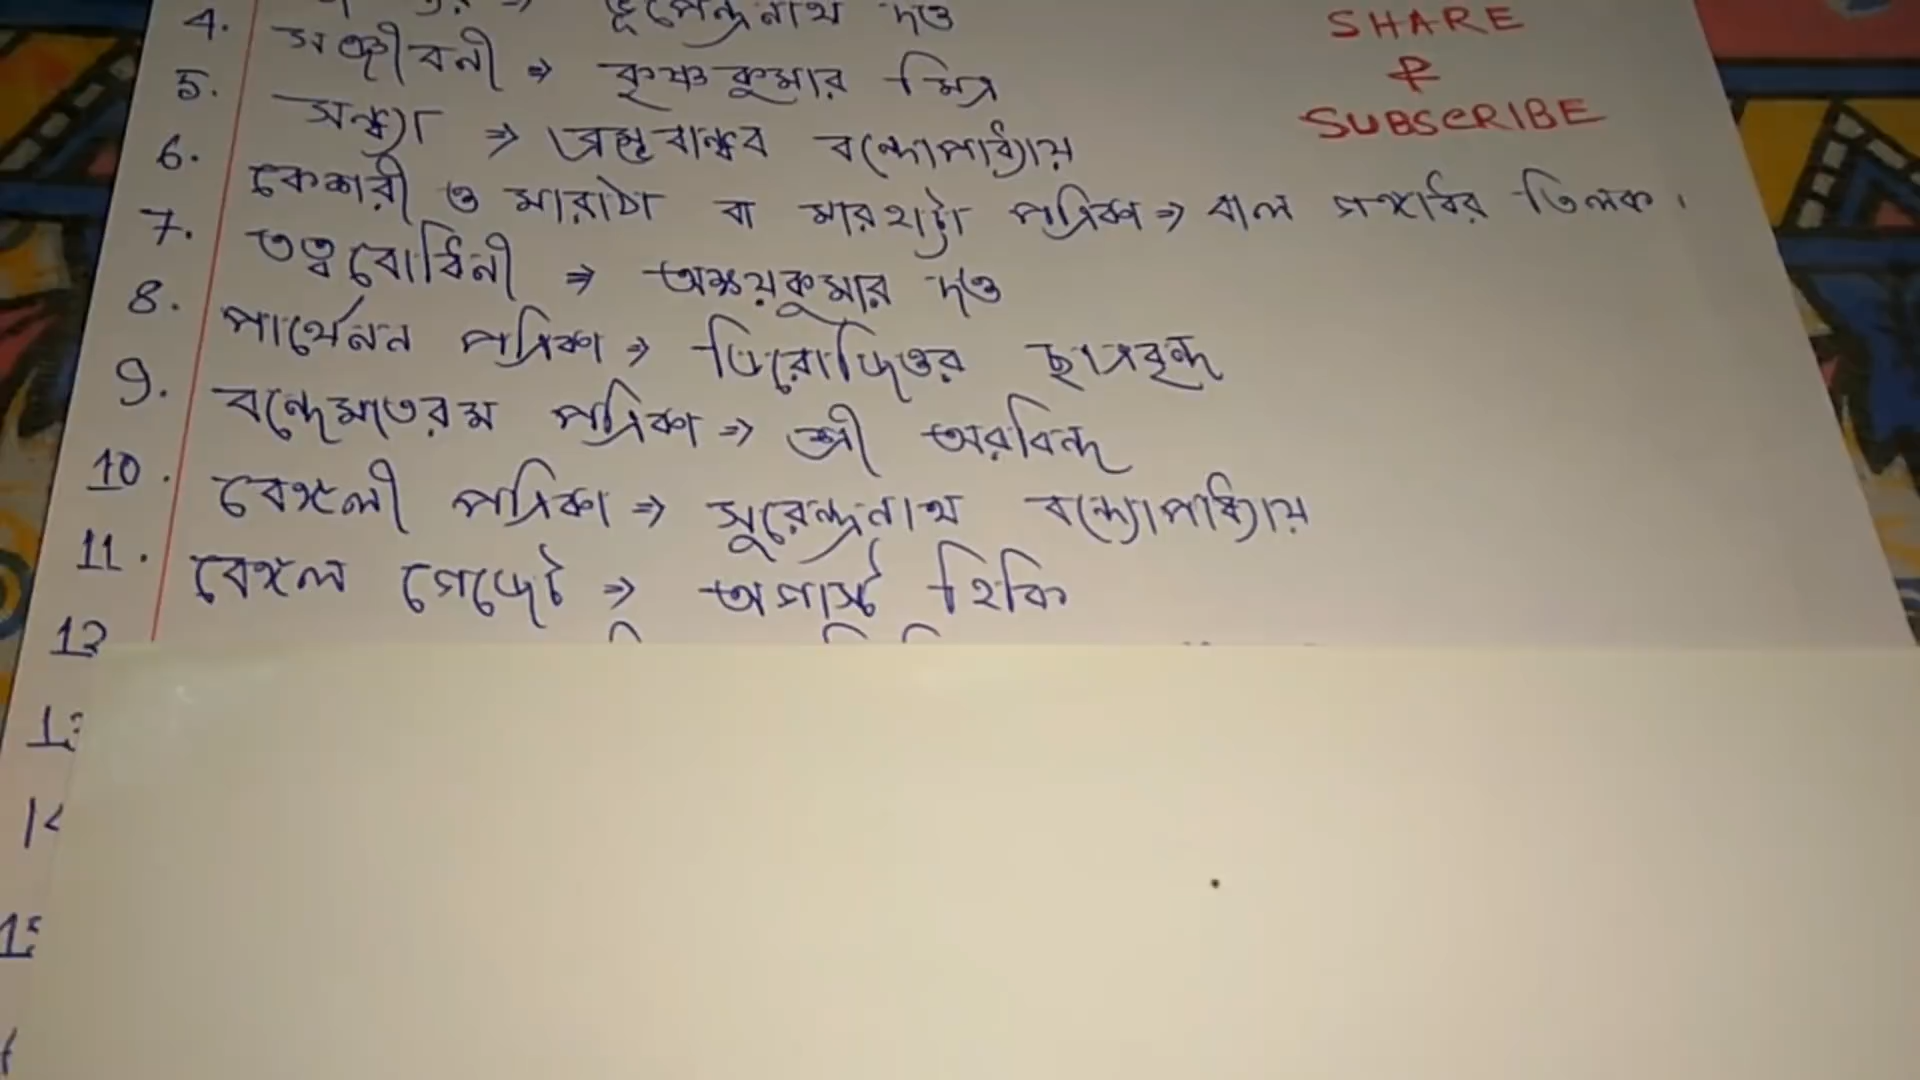 4. ভূপেন্দ্রনাথ দত্ত
SHARE
&
SUBSCRIBE
5. সঞ্জীবনী ⇒ কৃষ্ণকুমার মিত্র
6. সন্ধ্যা ⇒ ব্রহ্মবান্ধব বন্দোপাধ্যায়
7. কেশরী ও মারাঠা বা মারহাট্টা পত্রিকা ⇒ বাল গঙ্গাধর তিলক।
8. তত্ত্ববোধিনী ⇒ অক্ষয়কুমার দত্ত
9. পার্থেনন পত্রিকা ⇒ ডিরোজিওর ছাত্রবৃন্দ
10. বন্দেমাতরম পত্রিকা ⇒ শ্রী অরবিন্দ
11. বেঙ্গলী পত্রিকা ⇒ সুরেন্দ্রনাথ বন্দ্যোপাধ্যায়
12 বেঙ্গল গেজেট ⇒ অগাস্ট হিকি